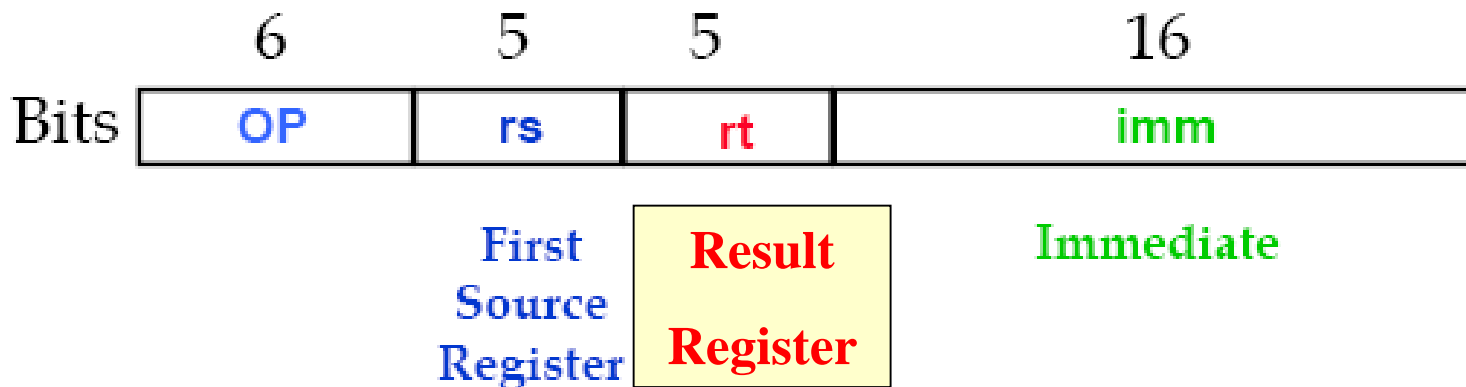 6 5 5 16
Bits OP rs rt imm
First
Source
Register
Result
Register
Immediate